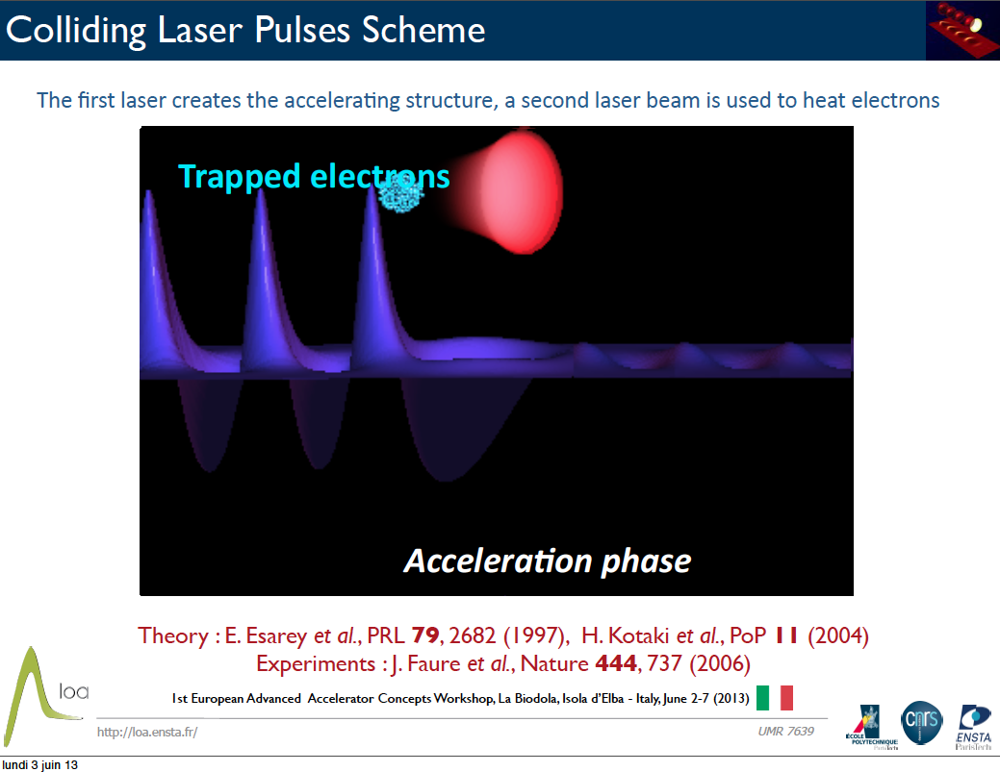 Colliding Laser Pulses Scheme
The first laser creates the accelerating structure, a second laser beam is used to heat electrons
Trapped electrons
Acceleration phase
Theory : E. Esarey et al., PRL 79, 2682 (1997), H. Kotaki et al., PoP 11 (2004)
Experiments : J. Faure et al., Nature 444, 737 (2006)
loa
1st European Advanced Accelerator Concepts Workshop, La Biodola, Isola d'Elba - Italy, June 2-7 (2013)
http://loa.ensta.fr/
UMR 7639
ÉCOLE
POLYTECHNIQUE
ParisTech
cnrs
ENSTA
ParisTech
lundi 3 juin 13